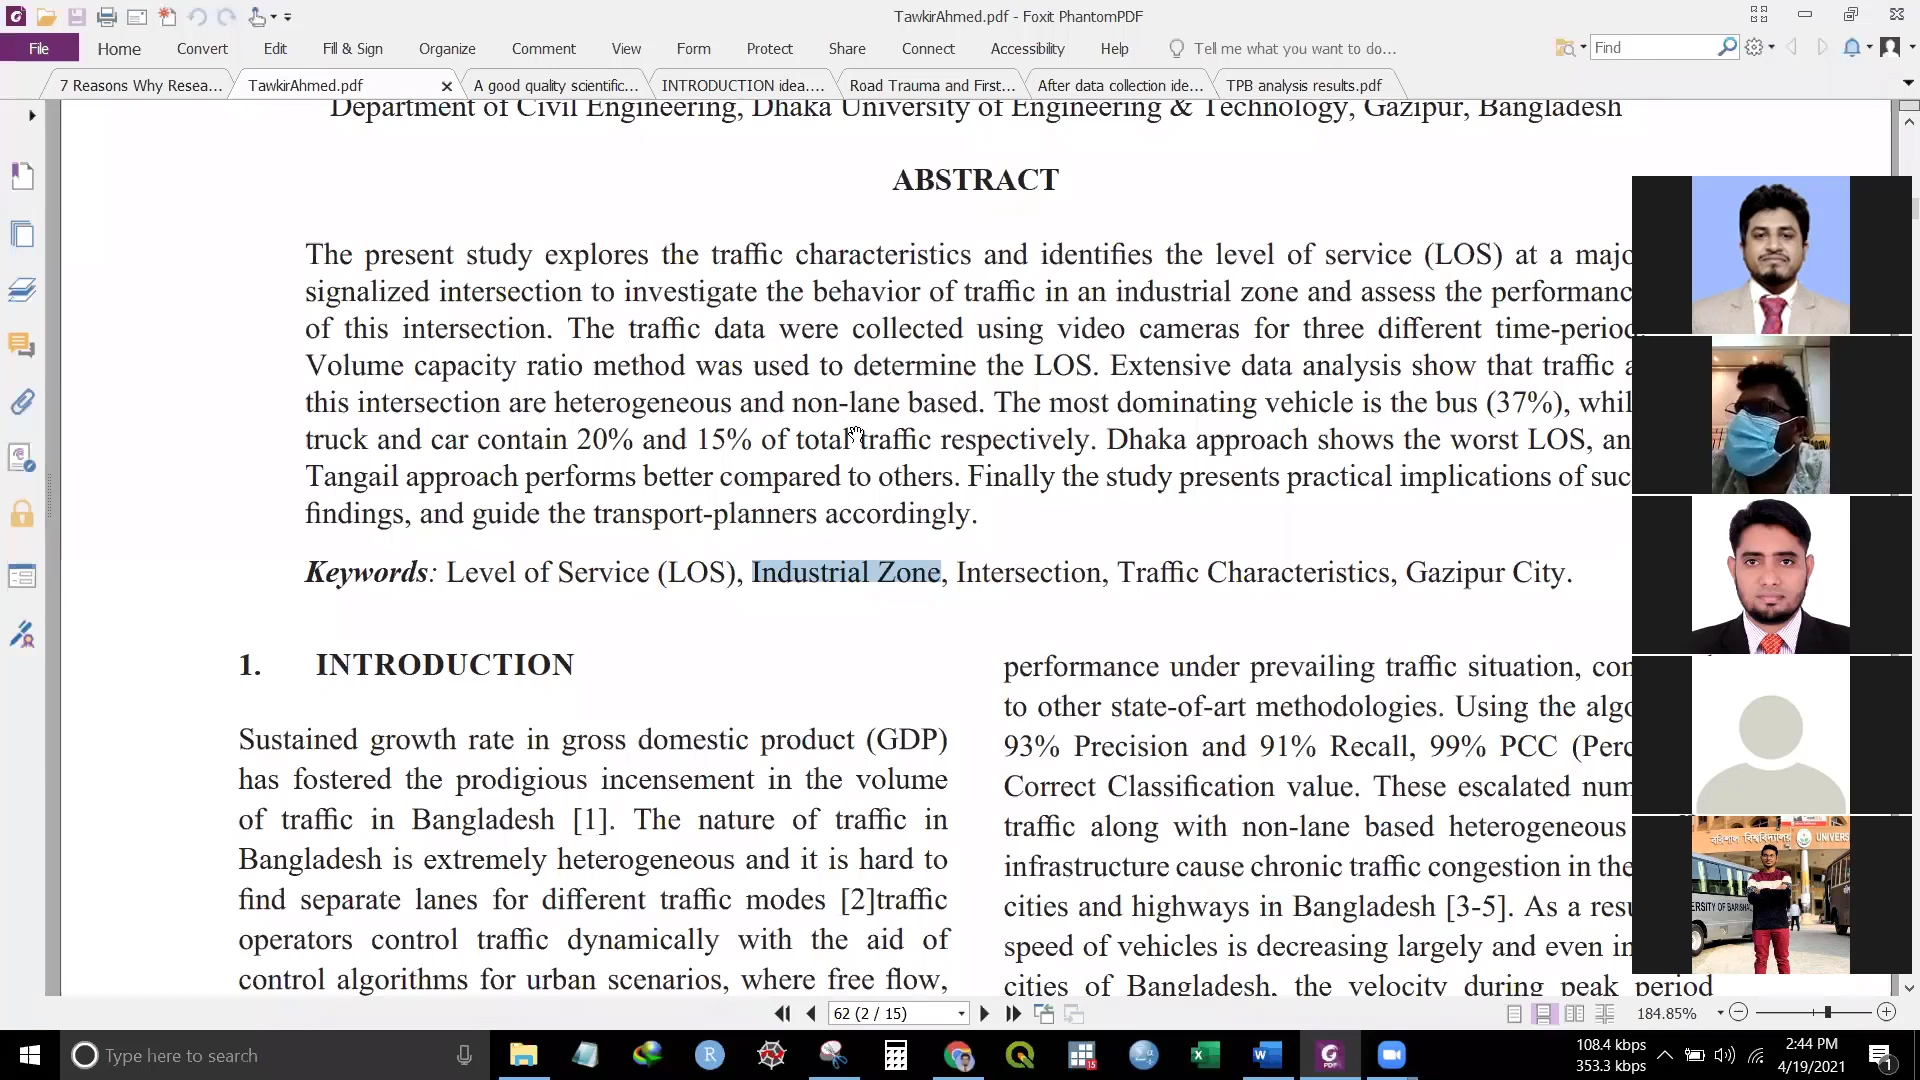 TawkirAhmed.pdf - Foxit PhantomPDF
File Home Convert Edit Fill & Sign Organize Comment View Form Protect Share Connect Accessibility Help Tell me what you want to do... Find
7 Reasons Why Resea... TawkirAhmed.pdf A good quality scientific... INTRODUCTION idea.... Road Trauma and First... After data collection ide... TPB analysis results.pdf
Department of Civil Engineering, Dhaka University of Engineering & Technology, Gazipur, Bangladesh
ABSTRACT
The present study explores the traffic characteristics and identifies the level of service (LOS) at a majo
signalized intersection to investigate the behavior of traffic in an industrial zone and assess the performanc
of this intersection. The traffic data were collected using video cameras for three different time-period
Volume capacity ratio method was used to determine the LOS. Extensive data analysis show that traffic a
this intersection are heterogeneous and non-lane based. The most dominating vehicle is the bus (37%), whil
truck and car contain 20% and 15% of total traffic respectively. Dhaka approach shows the worst LOS, an
Tangail approach performs better compared to others. Finally the study presents practical implications of suc
findings, and guide the transport-planners accordingly.
Keywords: Level of Service (LOS), Industrial Zone, Intersection, Traffic Characteristics, Gazipur City.
1. INTRODUCTION
Sustained growth rate in gross domestic product (GDP)
has fostered the prodigious incensement in the volume
of traffic in Bangladesh [1]. The nature of traffic in
Bangladesh is extremely heterogeneous and it is hard to
find separate lanes for different traffic modes [2]traffic
operators control traffic dynamically with the aid of
control algorithms for urban scenarios, where free flow,
performance under prevailing traffic situation, con
to other state-of-art methodologies. Using the algo
93% Precision and 91% Recall, 99% PCC (Perc
Correct Classification value. These escalated num
traffic along with non-lane based heterogeneous
infrastructure cause chronic traffic congestion in the
cities and highways in Bangladesh [3-5]. As a resu
speed of vehicles is decreasing largely and even in
cities of Bangladesh, the velocity during peak period
বরিশাল বিশ্ববিদ্যালয় UNIVERS
ERSITY OF BARISHA
62 (2 / 15) 184.85%
Type here to search
15
PDF
108.4 kbps
353.3 kbps
2:44 PM
4/19/2021
1